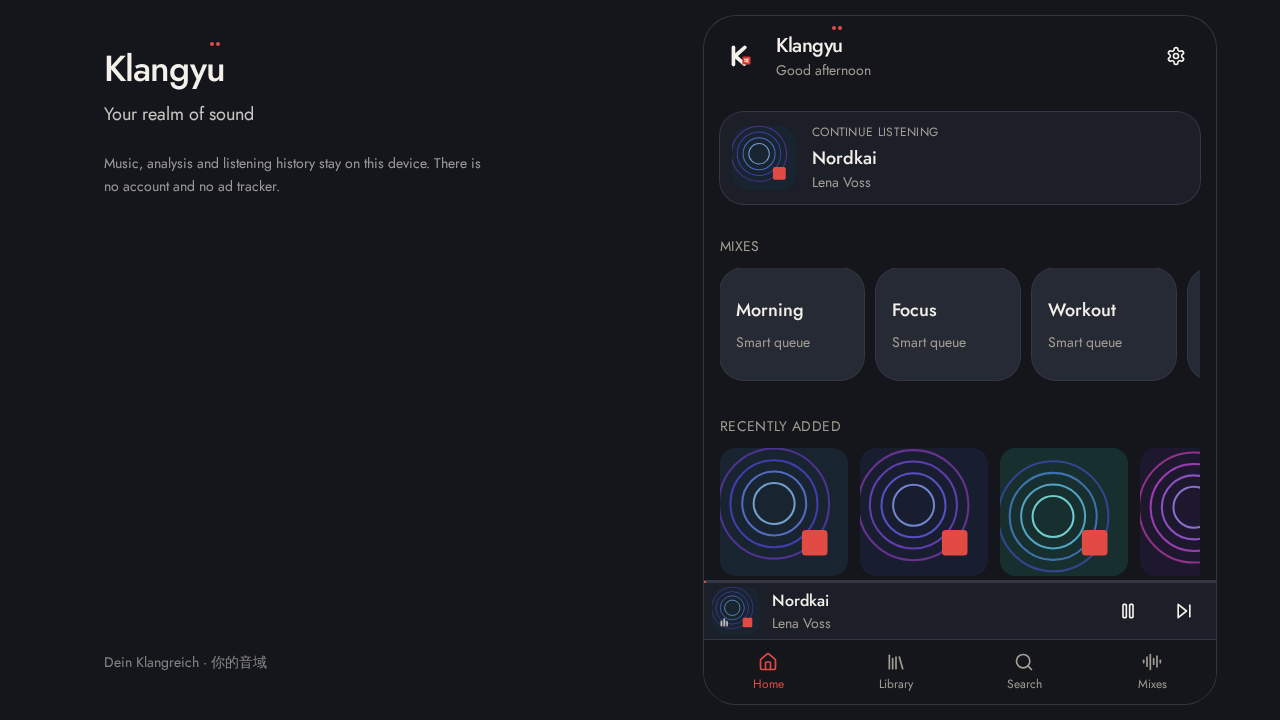 Klangyü
Your realm of sound
Music, analysis and listening history stay on this device. There is
no account and no ad tracker.
Dein Klangreich · 你的音域
K
Klangyü
Good afternoon
CONTINUE LISTENING
Nordkai
Lena Voss
MIXES
Morning
Smart queue
Focus
Smart queue
Workout
Smart queue
RECENTLY ADDED
Nordkai
Lena Voss
Home
Library
Search
Mixes